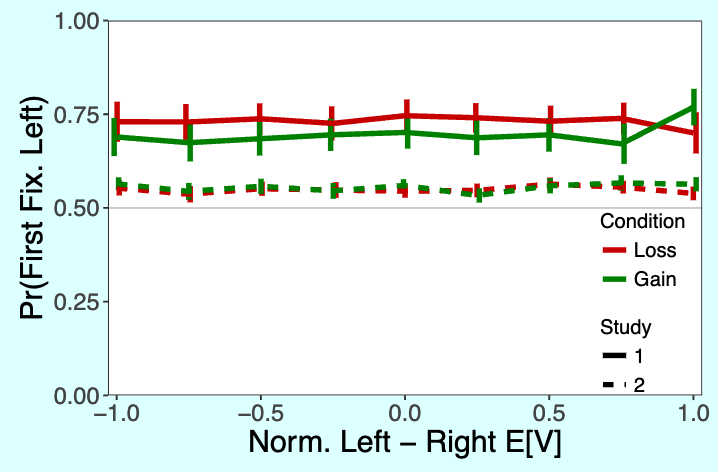 1.00
0.75
0.50
0.25
0.00
Pr(First Fix. Left)
Condition
Loss
Gain
Study
1
2
−1.0 −0.5 0.0 0.5 1.0
Norm. Left − Right E[V]